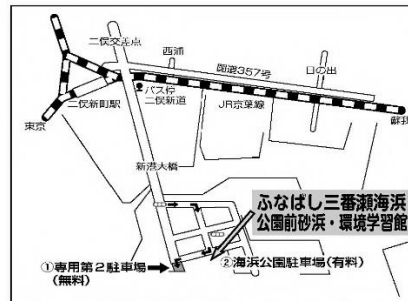 二俣交差点
西浦
国道357号
日の出
バス停
二俣新道
二俣新町駅
JR京葉線
東京
蘇我
新港大橋
ふなばし三番瀬海浜
公園前砂浜・環境学習館
①専用第2駐車場
(無料)
②海浜公園駐車場(有料)